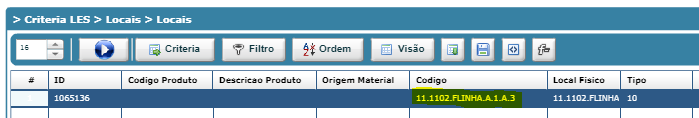 > Criteria LES > Locais > Locais
16 Criteria Filtro Ordem Visão
# ID Codigo Produto Descricao Produto Origem Material Codigo Local Fisico Tipo
1065136 11.1102.FLINHA.A.1.A.3 11.1102.FLINHA 10